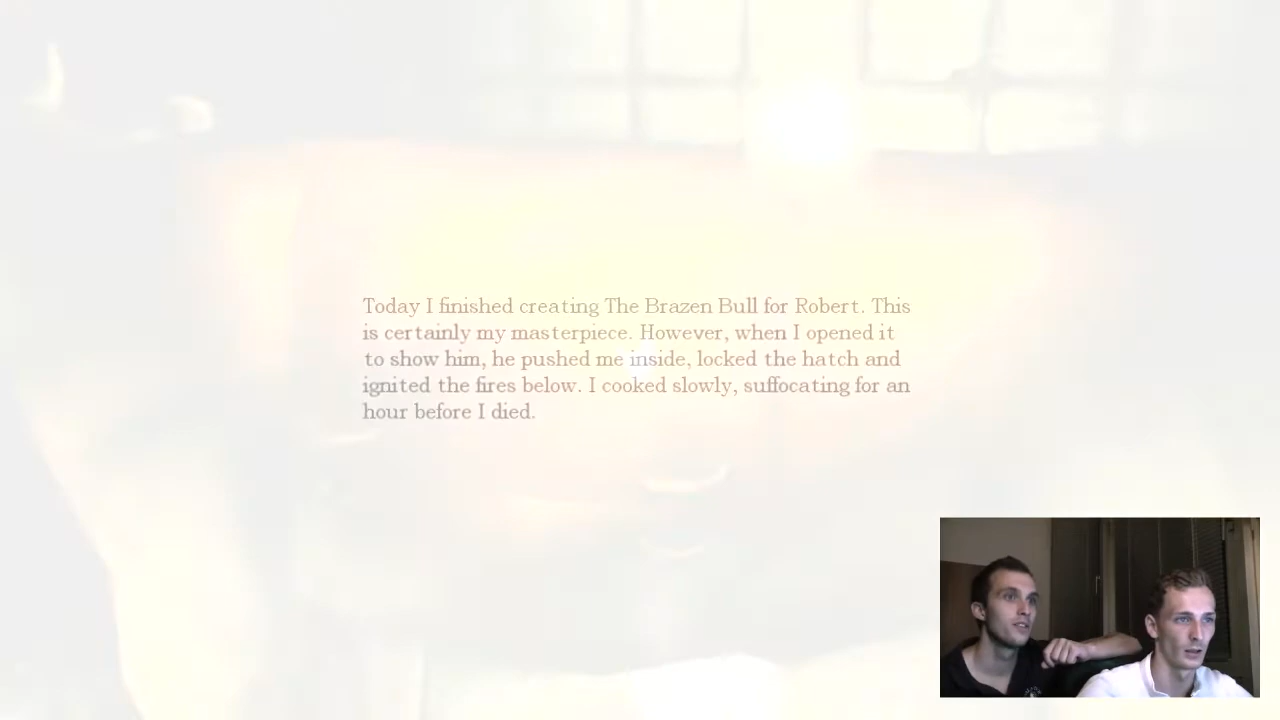 Today I finished creating The Brazen Bull for Robert. This
is certainly my masterpiece. However, when I opened it
to show him, he pushed me inside, locked the hatch and
ignited the fires below. I cooked slowly, suffocating for an
hour before I died.